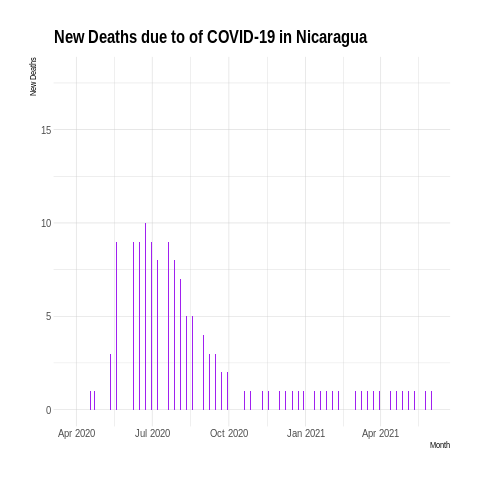 New Deaths due to of COVID-19 in Nicaragua
New Deaths
15
10
5
0
Apr 2020 Jul 2020 Oct 2020 Jan 2021 Apr 2021
Month